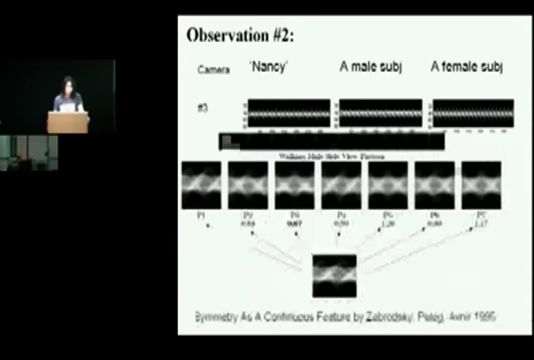 Observation #2:
Camera 'Nancy' A male subj A female subj
#3
Walking Male Side View Pattern
P1 P2 P3 P4 P5 P6 P7
Symmetry As A Continuous Feature by Zabrodsky, Peleg, Avnir 1995